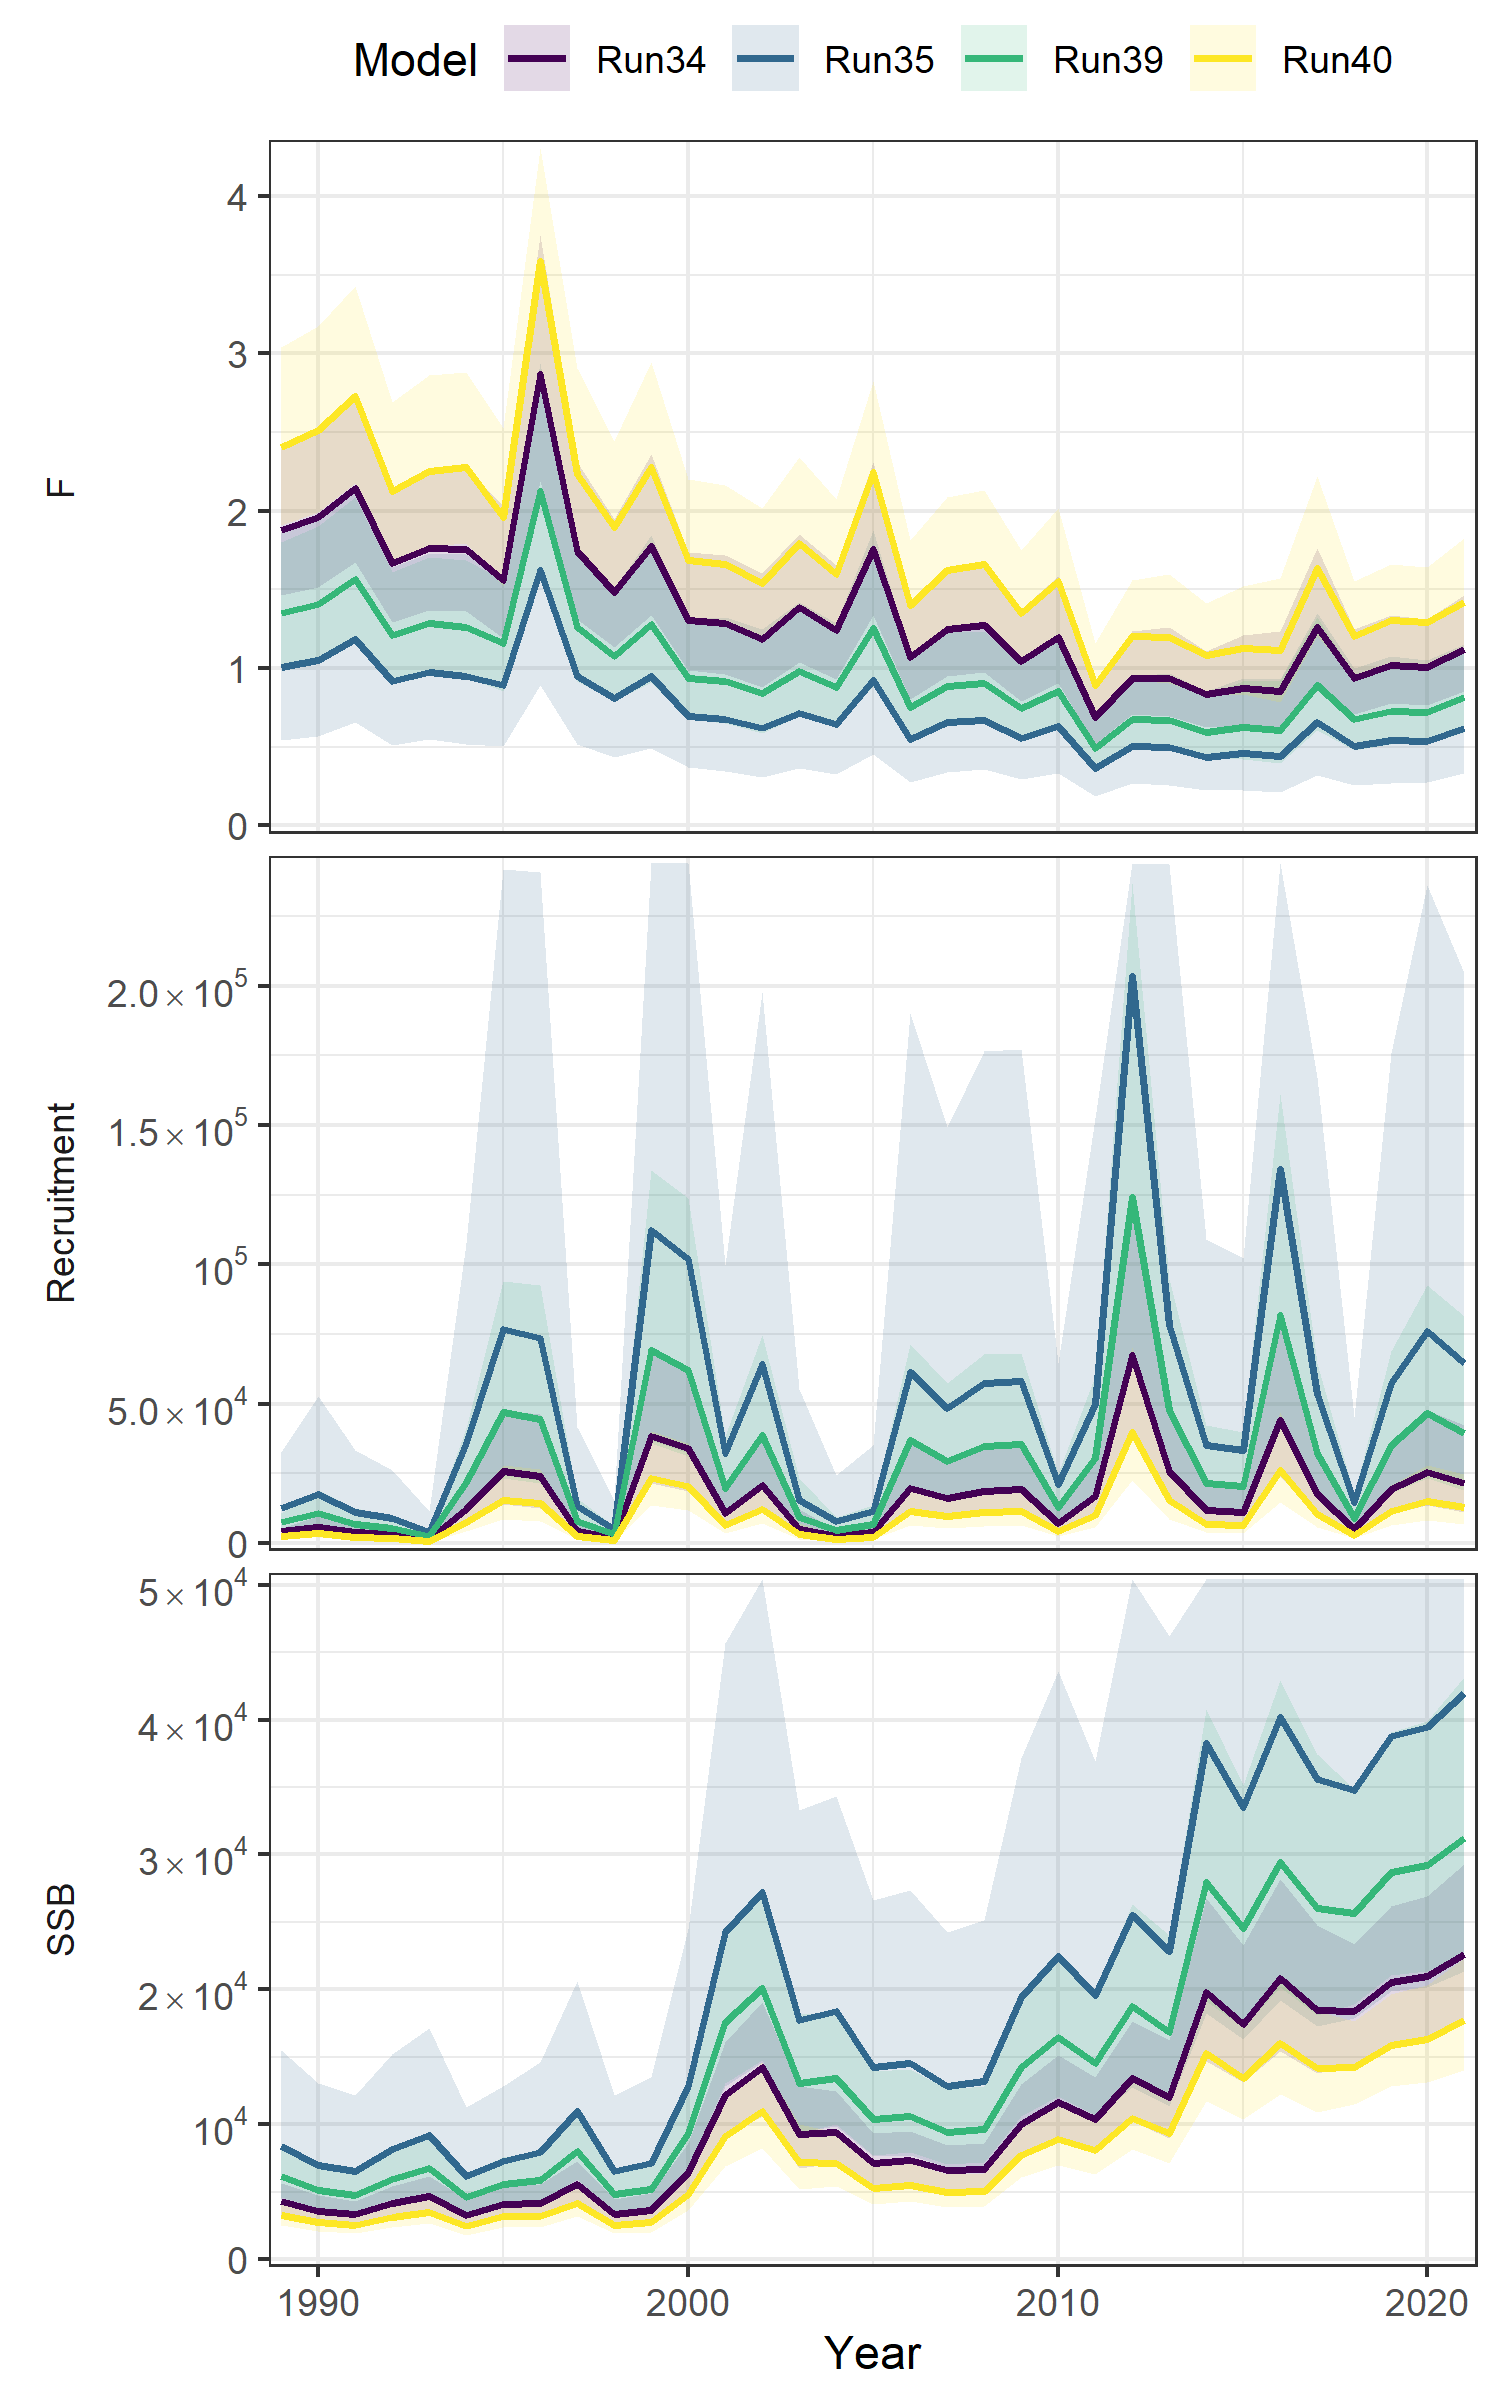 Model Run34 Run35 Run39 Run40
F
4
3
2
1
0
Recruitment
2.0 × 10⁵
1.5 × 10⁵
10⁵
5.0 × 10⁴
0
SSB
5 × 10⁴
4 × 10⁴
3 × 10⁴
2 × 10⁴
10⁴
0
1990 2000 2010 2020
Year